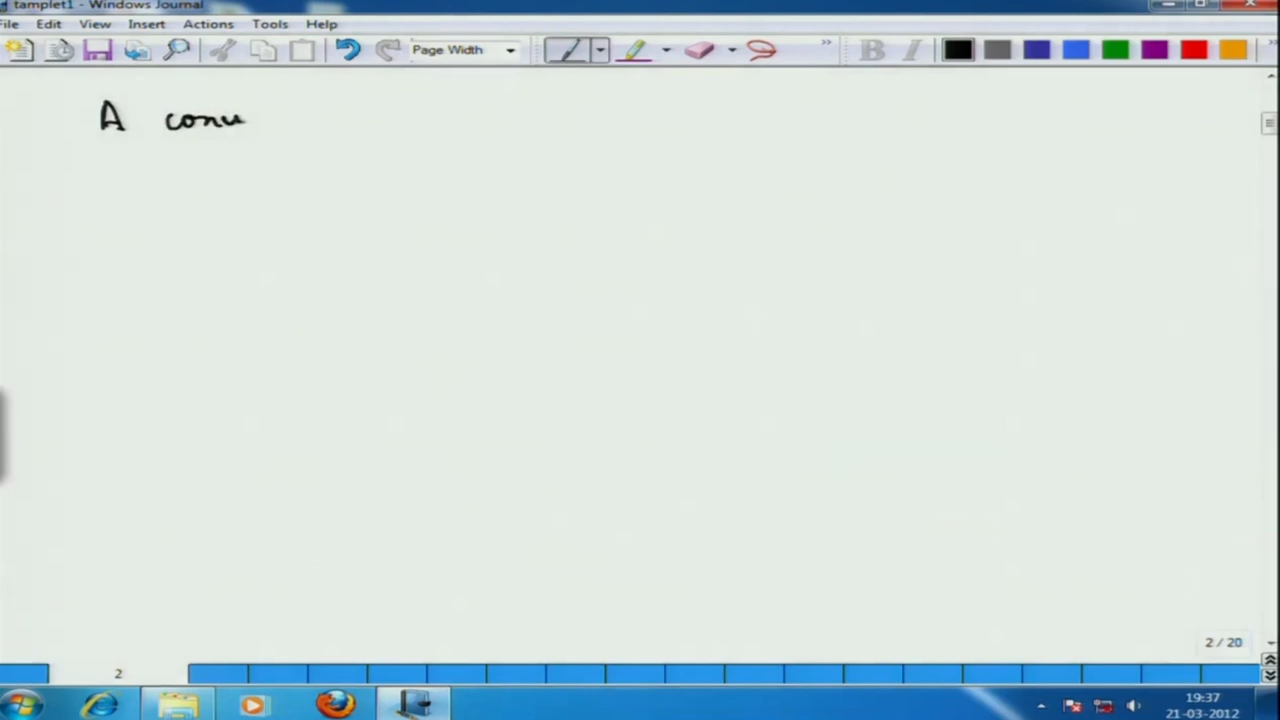 tamplet1 - Windows Journal
File Edit View Insert Actions Tools Help
Page Width B I
A conv
2 / 20
2
19:37
21-03-2012